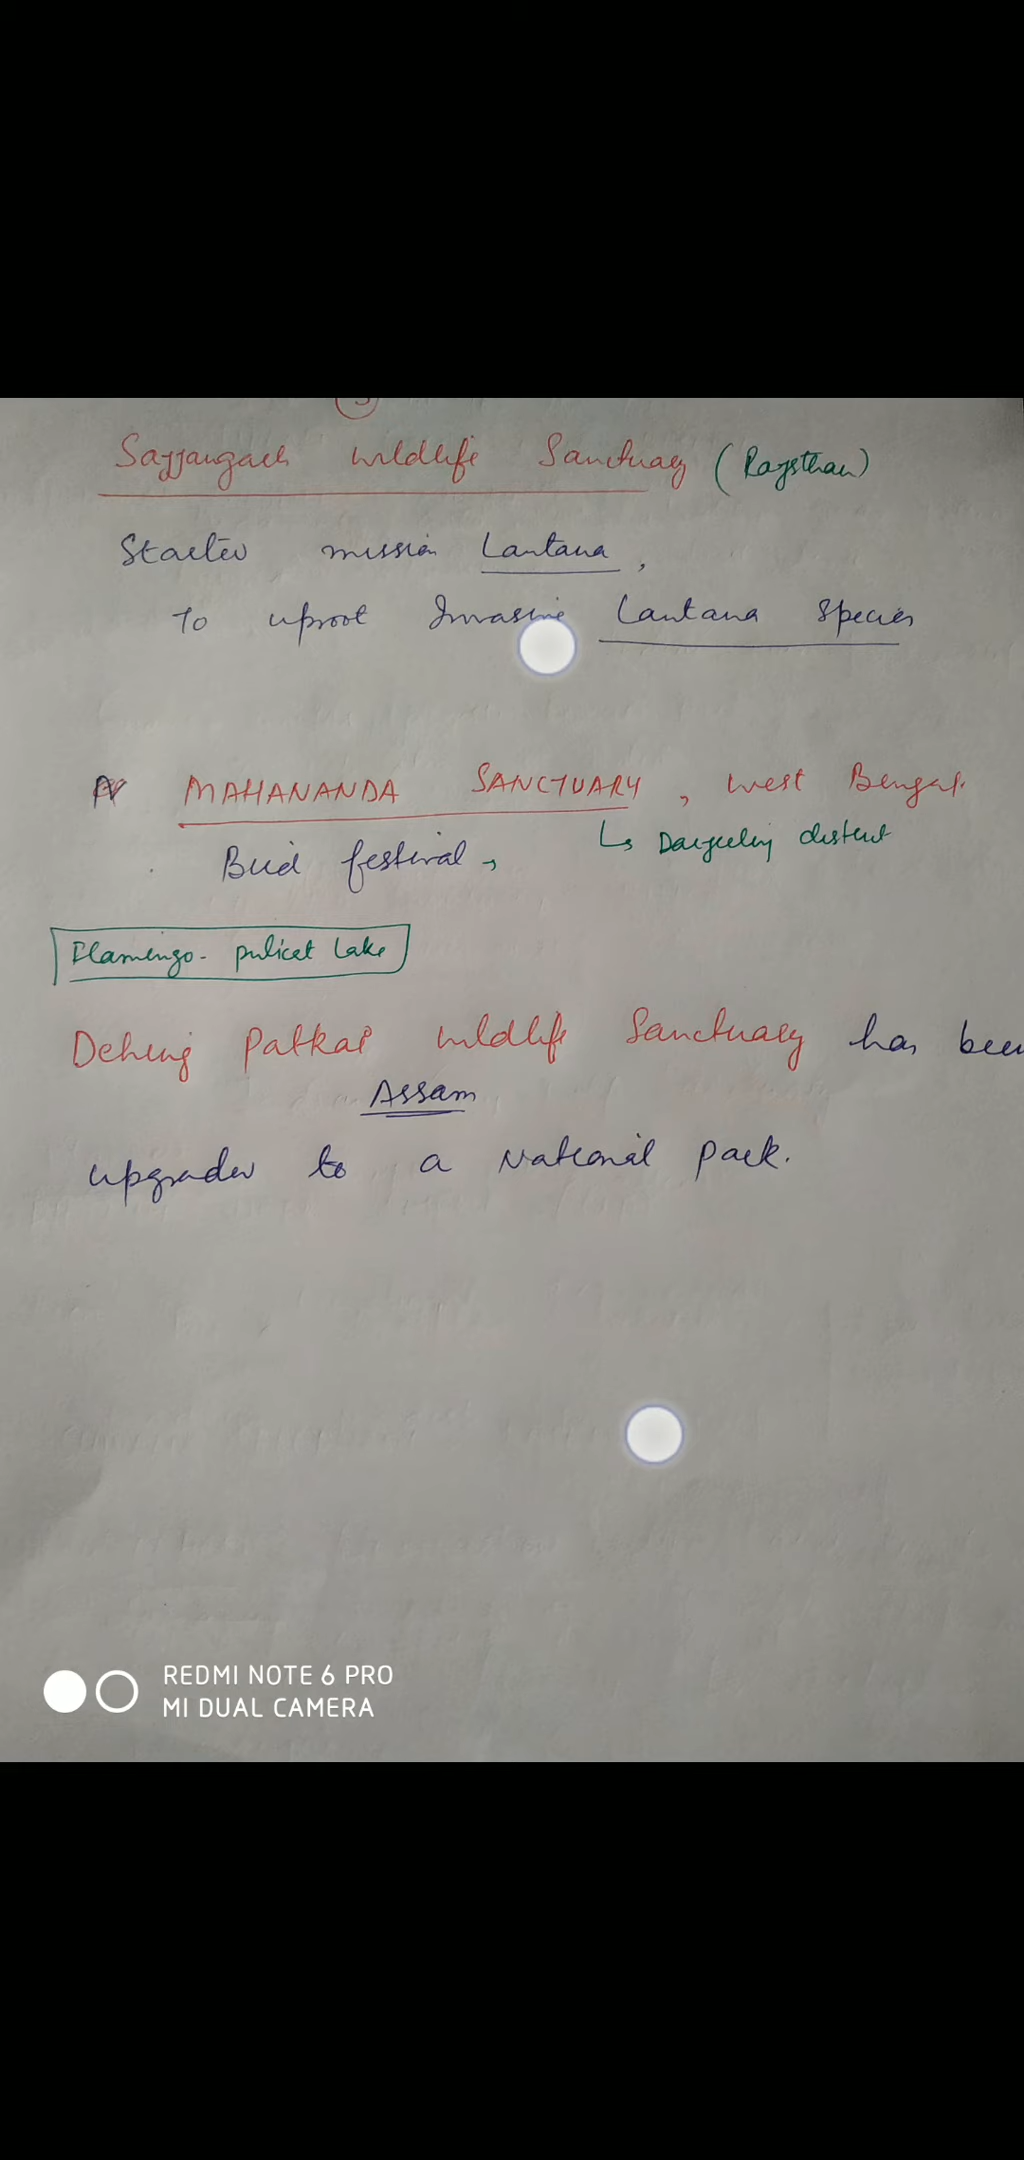 Sajjangarh wildlife Sanctuary (Rajsthan)
Started mission Lantana,
To uproot Invasive Lantana Species
MAHANANDA SANCTUARY, West Bengal.
↳ Darjeeling district
Bird festival →
Flamingo - pulicat Lake
Dehing Patkai wildlife Sanctuary has been
Assam
upgraded to a National park.
REDMI NOTE 6 PRO
MI DUAL CAMERA